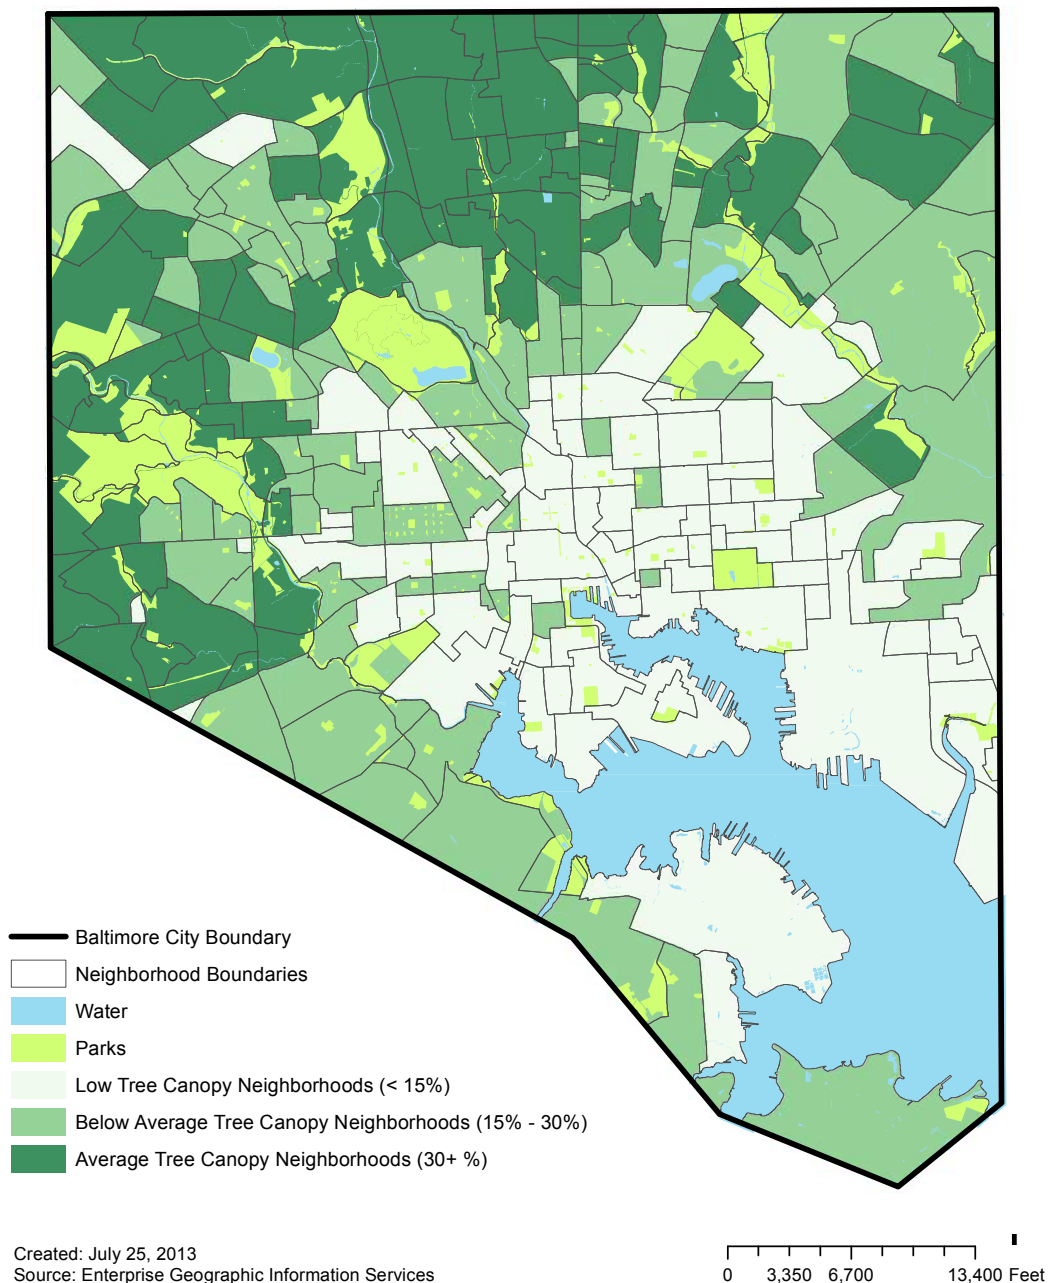 Baltimore City Boundary
Neighborhood Boundaries
Water
Parks
Low Tree Canopy Neighborhoods (< 15%)
Below Average Tree Canopy Neighborhoods (15% - 30%)
Average Tree Canopy Neighborhoods (30+ %)
Created: July 25, 2013
Source: Enterprise Geographic Information Services
0 3,350 6,700 13,400 Feet